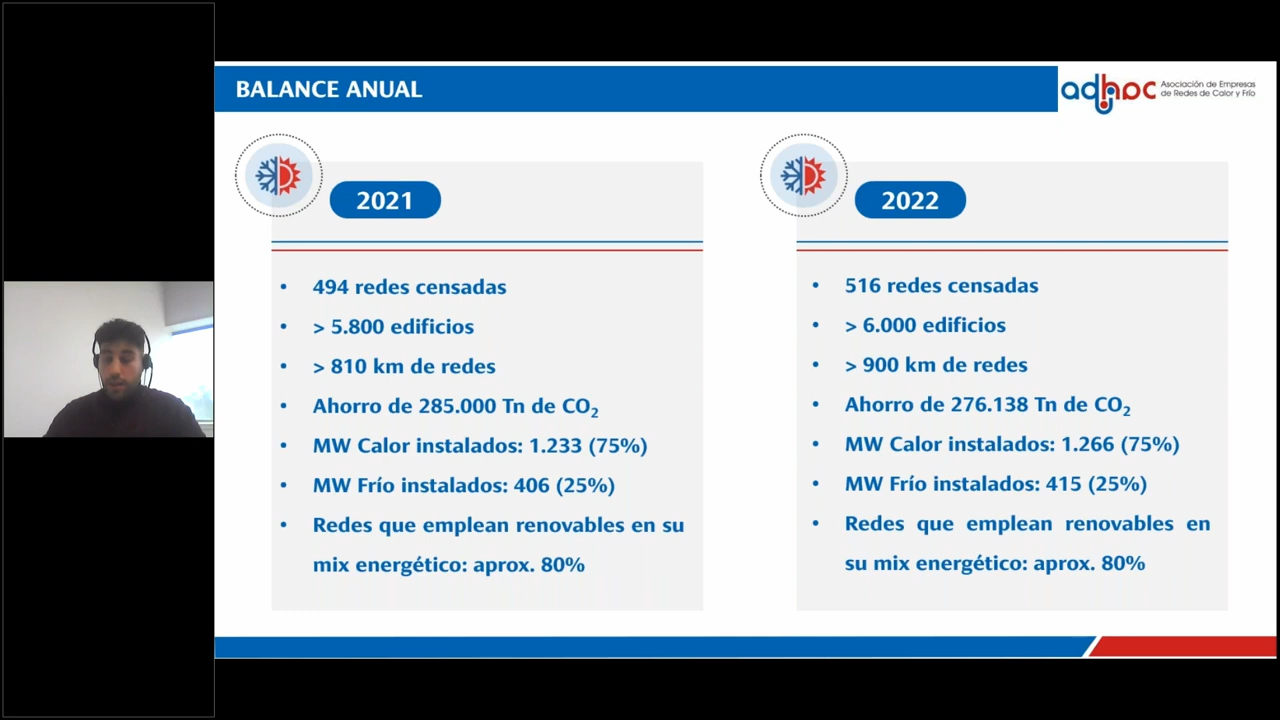 BALANCE ANUAL
adhac Asociación de Empresas
de Redes de Calor y Frío
2021
• 494 redes censadas
• > 5.800 edificios
• > 810 km de redes
• Ahorro de 285.000 Tn de CO₂
• MW Calor instalados: 1.233 (75%)
• MW Frío instalados: 406 (25%)
• Redes que emplean renovables en su
mix energético: aprox. 80%
2022
• 516 redes censadas
• > 6.000 edificios
• > 900 km de redes
• Ahorro de 276.138 Tn de CO₂
• MW Calor instalados: 1.266 (75%)
• MW Frío instalados: 415 (25%)
• Redes que emplean renovables en
su mix energético: aprox. 80%